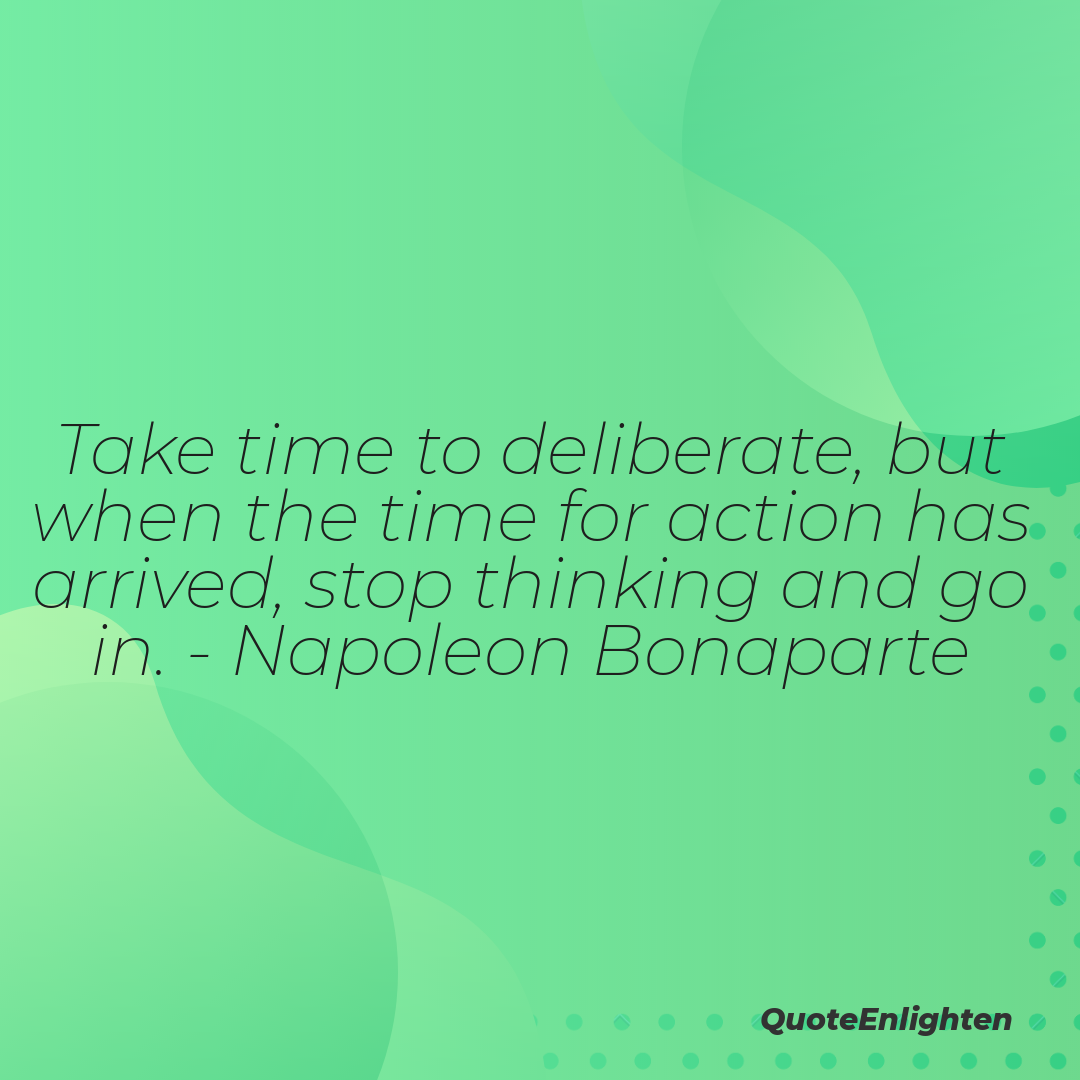 Take time to deliberate, but
when the time for action has
arrived, stop thinking and go
in. - Napoleon Bonaparte
QuoteEnlighten